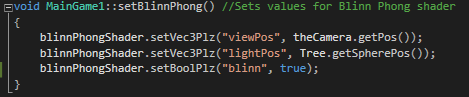 void MainGame1::setBlinnPhong() //Sets values for Blinn Phong shader
{
blinnPhongShader.setVec3Plz("viewPos", theCamera.getPos());
blinnPhongShader.setVec3Plz("lightPos", Tree.getSpherePos());
blinnPhongShader.setBoolPlz("blinn", true);
}